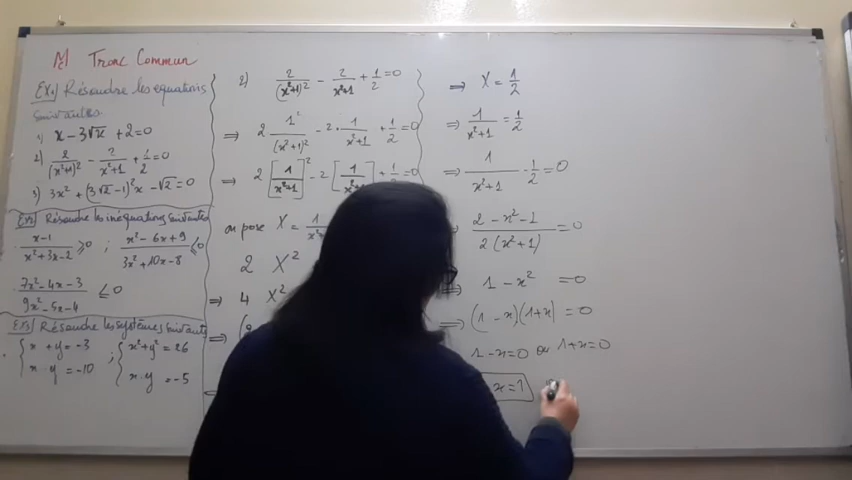 Tronc Commun
EX1) Résoudre les equations
suivantes.
1) x - 3√x + 2 = 0
2) 2/(x²+1)² - 2/(x²+1) + 1/2 = 0
3) 3x² + (3√2 - 1)²x - √2 = 0
EX2) Résoudre les inéquations suivantes
. (x-1)/(x²+3x-2) ≥ 0 ; (x²-6x+9)/(3x²+10x-8) ≤ 0
. (7x²-4x-3)/(9x²-5x-4) ≤ 0
EX3) Résoudre les systèmes suivants
{ x + y = -3 ; { x² + y² = 26
x . y = -10 x . y = -5
2) 2/(x²+1)² - 2/(x²+1) + 1/2 = 0
⟹ 2 1²/(x²+1)² - 2 . 1/(x²+1) + 1/2 = 0
⟹ 2 [1/(x²+1)]² - 2 [1/
= 0
on pose X = 1/
2 X²
⟹ 4 X²
⟹
⟹ X = 1/2
⟹ 1/(x²+1) = 1/2
⟹ 1/(x²+1) - 1/2 = 0
(2 - x² - 1)/(2(x²+1)) = 0
⟹ 1 - x² = 0
⟹ (1 - x)(1 + x) = 0
1 - x = 0 ou 1 + x = 0
x = 1